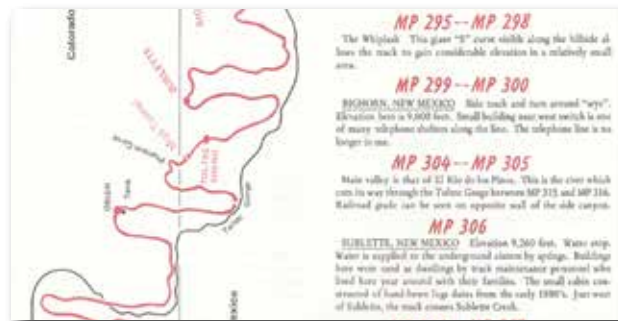 Colorado
SUBLETTE
Mud Tunnel
Phantom Curve
Osier
Toltec
Gorge
MP 295--MP 298
The Whiplash This giant "S" curve visible along the hillside al-
lows the track to gain considerable elevation in a relatively small
area.
MP 299--MP 300
BIGHORN, NEW MEXICO Side track and turn around "wye".
Elevation here is 9,600 feet. Small building near west switch is one
of many telephone shelters along the line. The telephone line is no
longer in use.
MP 304--MP 305
Main valley is that of El Rio de los Pinos. This is the river which
cuts its way through the Toltec Gorge between MP 315 and MP 316.
Railroad grade can be seen on opposite wall of the side canyon.
MP 306
SUBLETTE, NEW MEXICO Elevation 9,260 feet. Water stop.
Water is supplied to the underground cistern by springs. Buildings
here were used as dwellings by track maintenance personnel who
lived here year around with their families. The small cabin con-
structed of hand-hewn logs dates from the early 1880's. Just west
of Sublette, the track crosses Sublette Creek.
exico